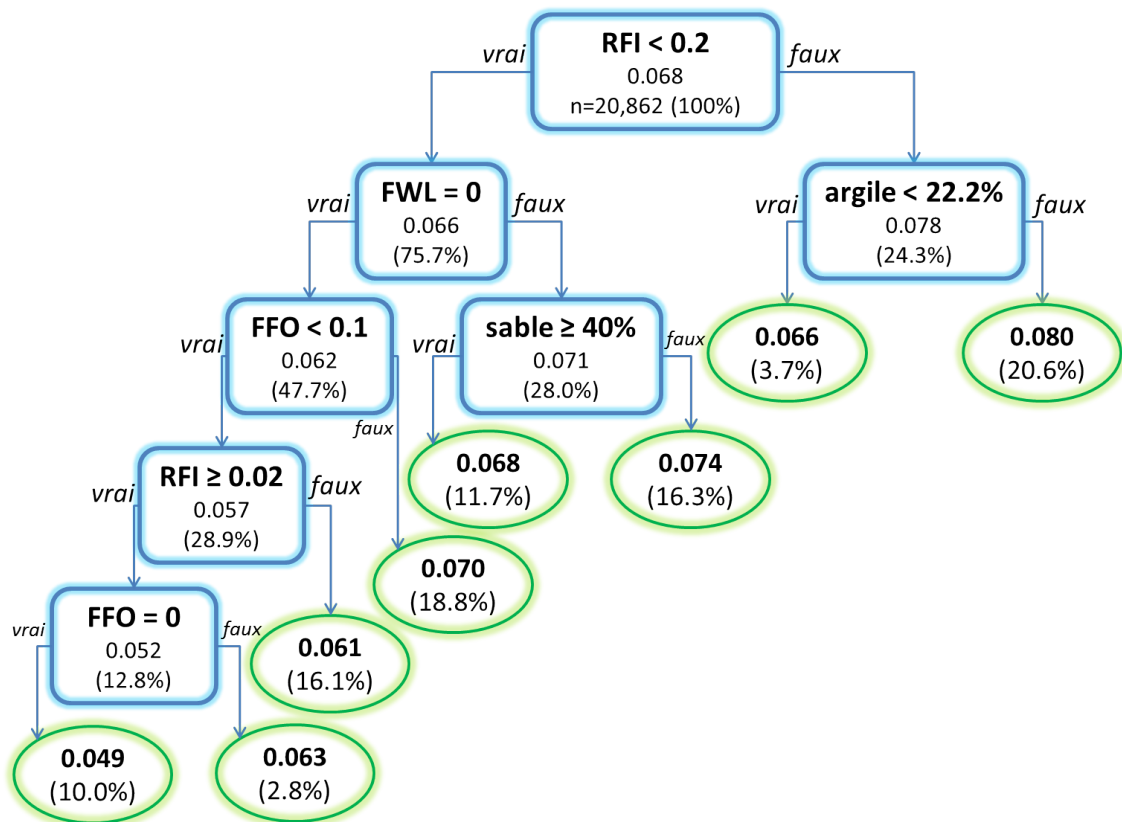 RFI < 0.2
0.068
n=20,862 (100%)
vrai
faux
FWL = 0
0.066
(75.7%)
vrai
faux
argile < 22.2%
0.078
(24.3%)
vrai
faux
FFO < 0.1
0.062
(47.7%)
vrai
faux
sable ≥ 40%
0.071
(28.0%)
vrai
faux
0.066
(3.7%)
0.080
(20.6%)
RFI ≥ 0.02
0.057
(28.9%)
vrai
faux
0.068
(11.7%)
0.074
(16.3%)
0.070
(18.8%)
FFO = 0
0.052
(12.8%)
vrai
faux
0.061
(16.1%)
0.049
(10.0%)
0.063
(2.8%)